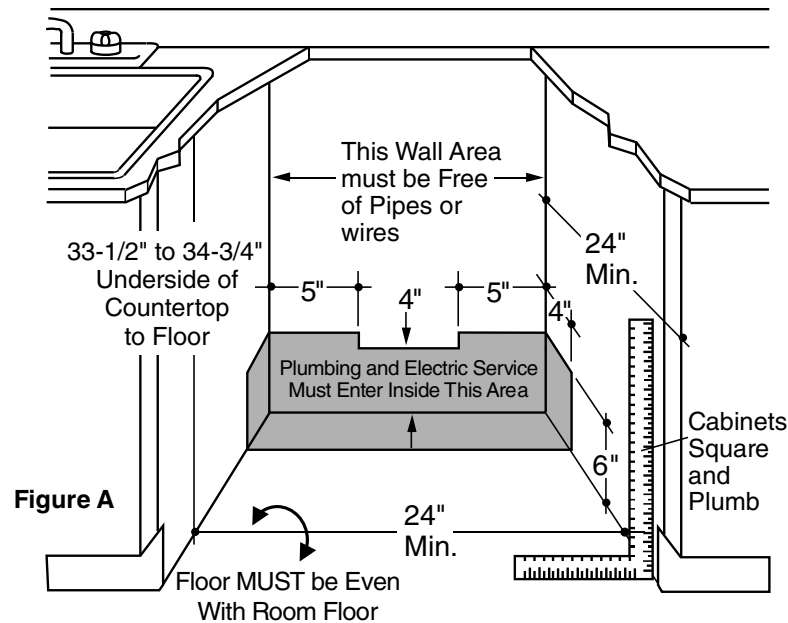 This Wall Area
must be Free
of Pipes or
wires
33-1/2" to 34-3/4"
Underside of
Countertop
to Floor
24"
Min.
5"
4"
5"
4"
Plumbing and Electric Service
Must Enter Inside This Area
Cabinets
Square
and
Plumb
6"
Figure A
24"
Min.
Floor MUST be Even
With Room Floor